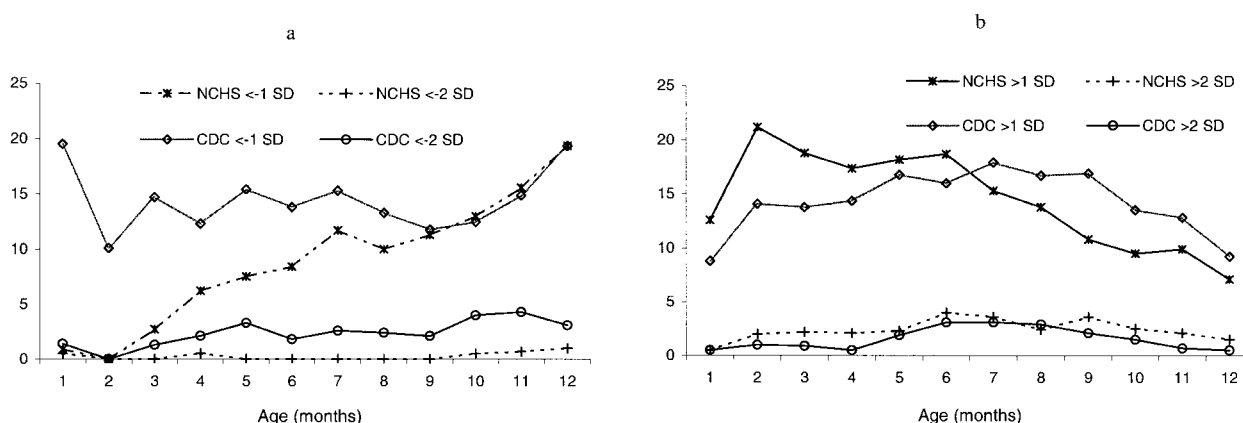 a
25
20
15
10
5
0
NCHS <-1 SD
NCHS <-2 SD
CDC <-1 SD
CDC <-2 SD
1 2 3 4 5 6 7 8 9 10 11 12
Age (months)
b
25
20
15
10
5
0
NCHS >1 SD
NCHS >2 SD
CDC >1 SD
CDC >2 SD
1 2 3 4 5 6 7 8 9 10 11 12
Age (months)